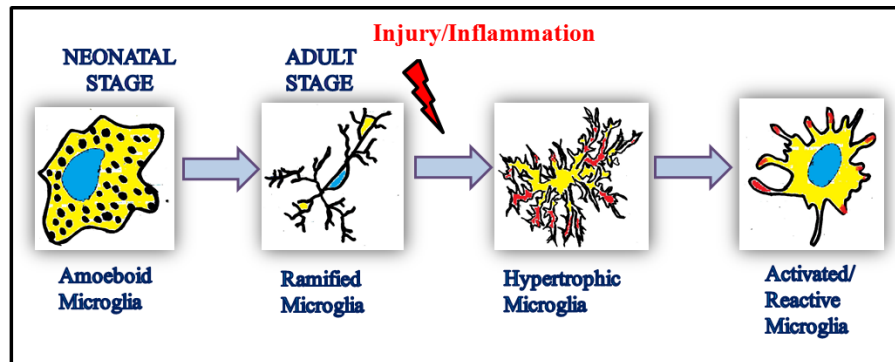 Injury/Inflammation
NEONATAL
STAGE
ADULT
STAGE
Amoeboid
Microglia
Ramified
Microglia
Hypertrophic
Microglia
Activated/
Reactive
Microglia